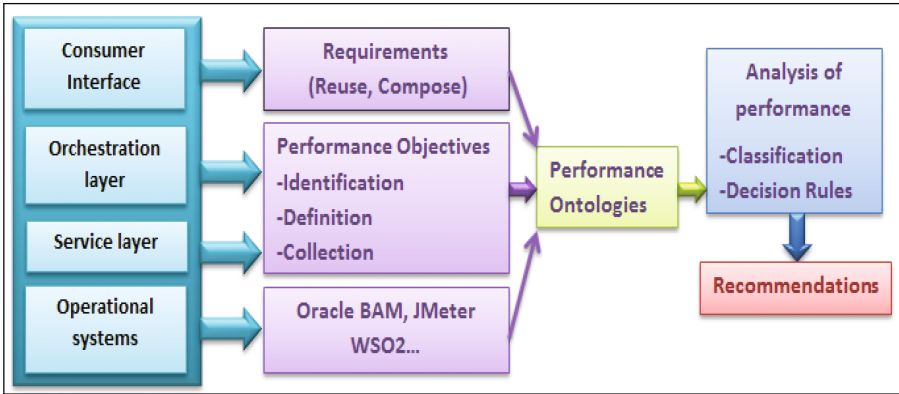 Consumer
Interface
Orchestration
layer
Service layer
Operational
systems
Requirements
(Reuse, Compose)
Performance Objectives
-Identification
-Definition
-Collection
Oracle BAM, JMeter
WSO2...
Performance
Ontologies
Analysis of
performance
-Classification
-Decision Rules
Recommendations